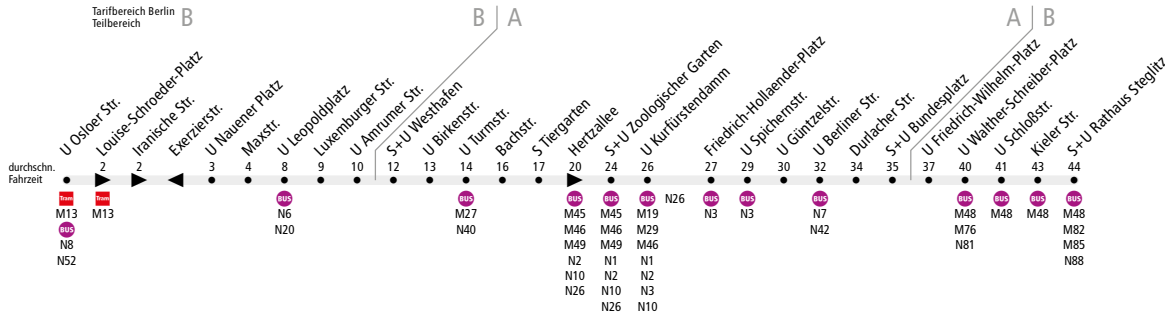 Tarifbereich Berlin
Teilbereich
B
B
A
A
B
U Osloer Str.
Louise-Schroeder-Platz
Iranische Str.
Exerzierstr.
U Nauener Platz
Maxstr.
U Leopoldplatz
Luxemburger Str.
U Amrumer Str.
S+U Westhafen
U Birkenstr.
U Turmstr.
Bachstr.
S Tiergarten
Hertzallee
S+U Zoologischer Garten
U Kurfürstendamm
Friedrich-Hollaender-Platz
U Spichernstr.
U Güntzelstr.
U Berliner Str.
Durlacher Str.
S+U Bundesplatz
U Friedrich-Wilhelm-Platz
U Walther-Schreiber-Platz
U Schloßstr.
Kieler Str.
S+U Rathaus Steglitz
durchschn. 1 2 3 4 8 9 10 12 13 14 16 17 20 24 26 27 29 30 32 34 35 37 40 41 43 44
Fahrzeit
Tram
M13
BUS
N8
N52
Tram
M13
BUS
N6
N20
BUS
M27
N40
BUS
M45
M46
M49
N2
N10
N26
BUS
M45
M46
M49
N1
N2
N10
N26
BUS N26
M19
M29
M46
N1
N2
N3
N10
BUS
N3
BUS
N3
BUS
N7
N42
BUS
M48
M76
N81
BUS
M48
BUS
M48
BUS
M48
M82
M85
N88